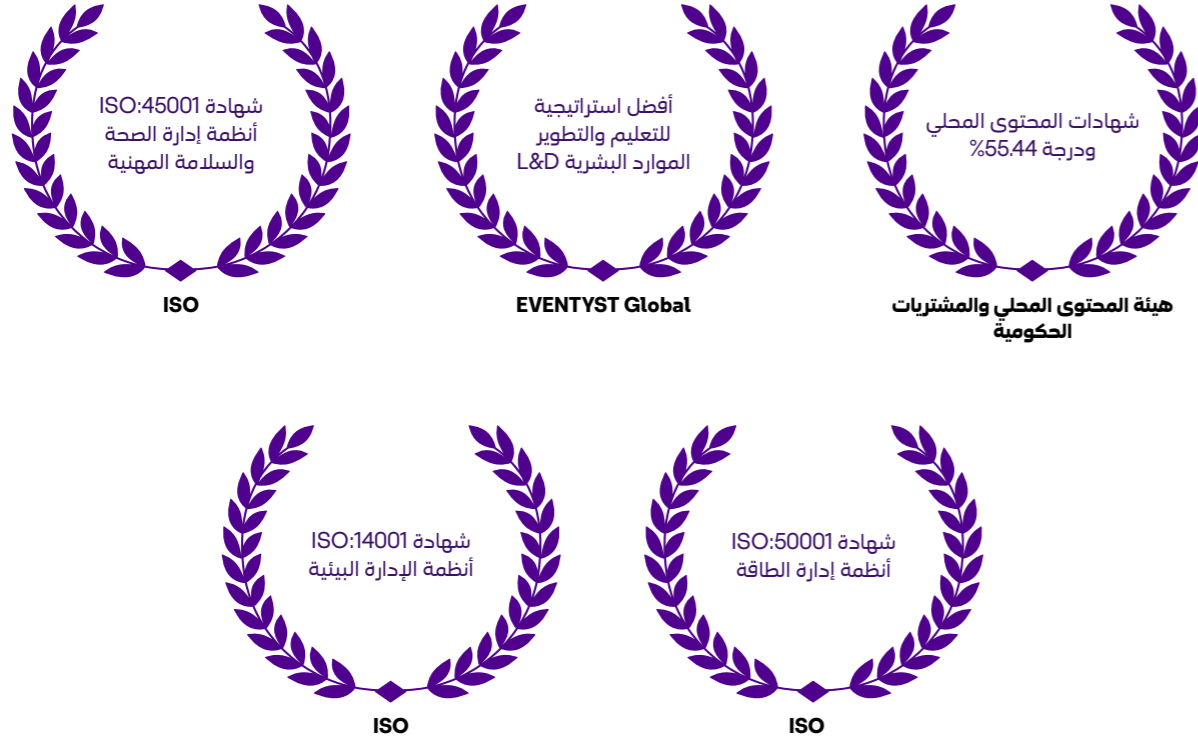 شهادات المحتوى المحلي
ودرجة 55.44%
هيئة المحتوى المحلي والمشتريات
الحكومية
أفضل استراتيجية
للتعليم والتطوير
الموارد البشرية L&D
EVENTYST Global
شهادة ISO:45001
أنظمة إدارة الصحة
والسلامة المهنية
ISO
شهادة ISO:50001
أنظمة إدارة الطاقة
ISO
شهادة ISO:14001
أنظمة الإدارة البيئية
ISO